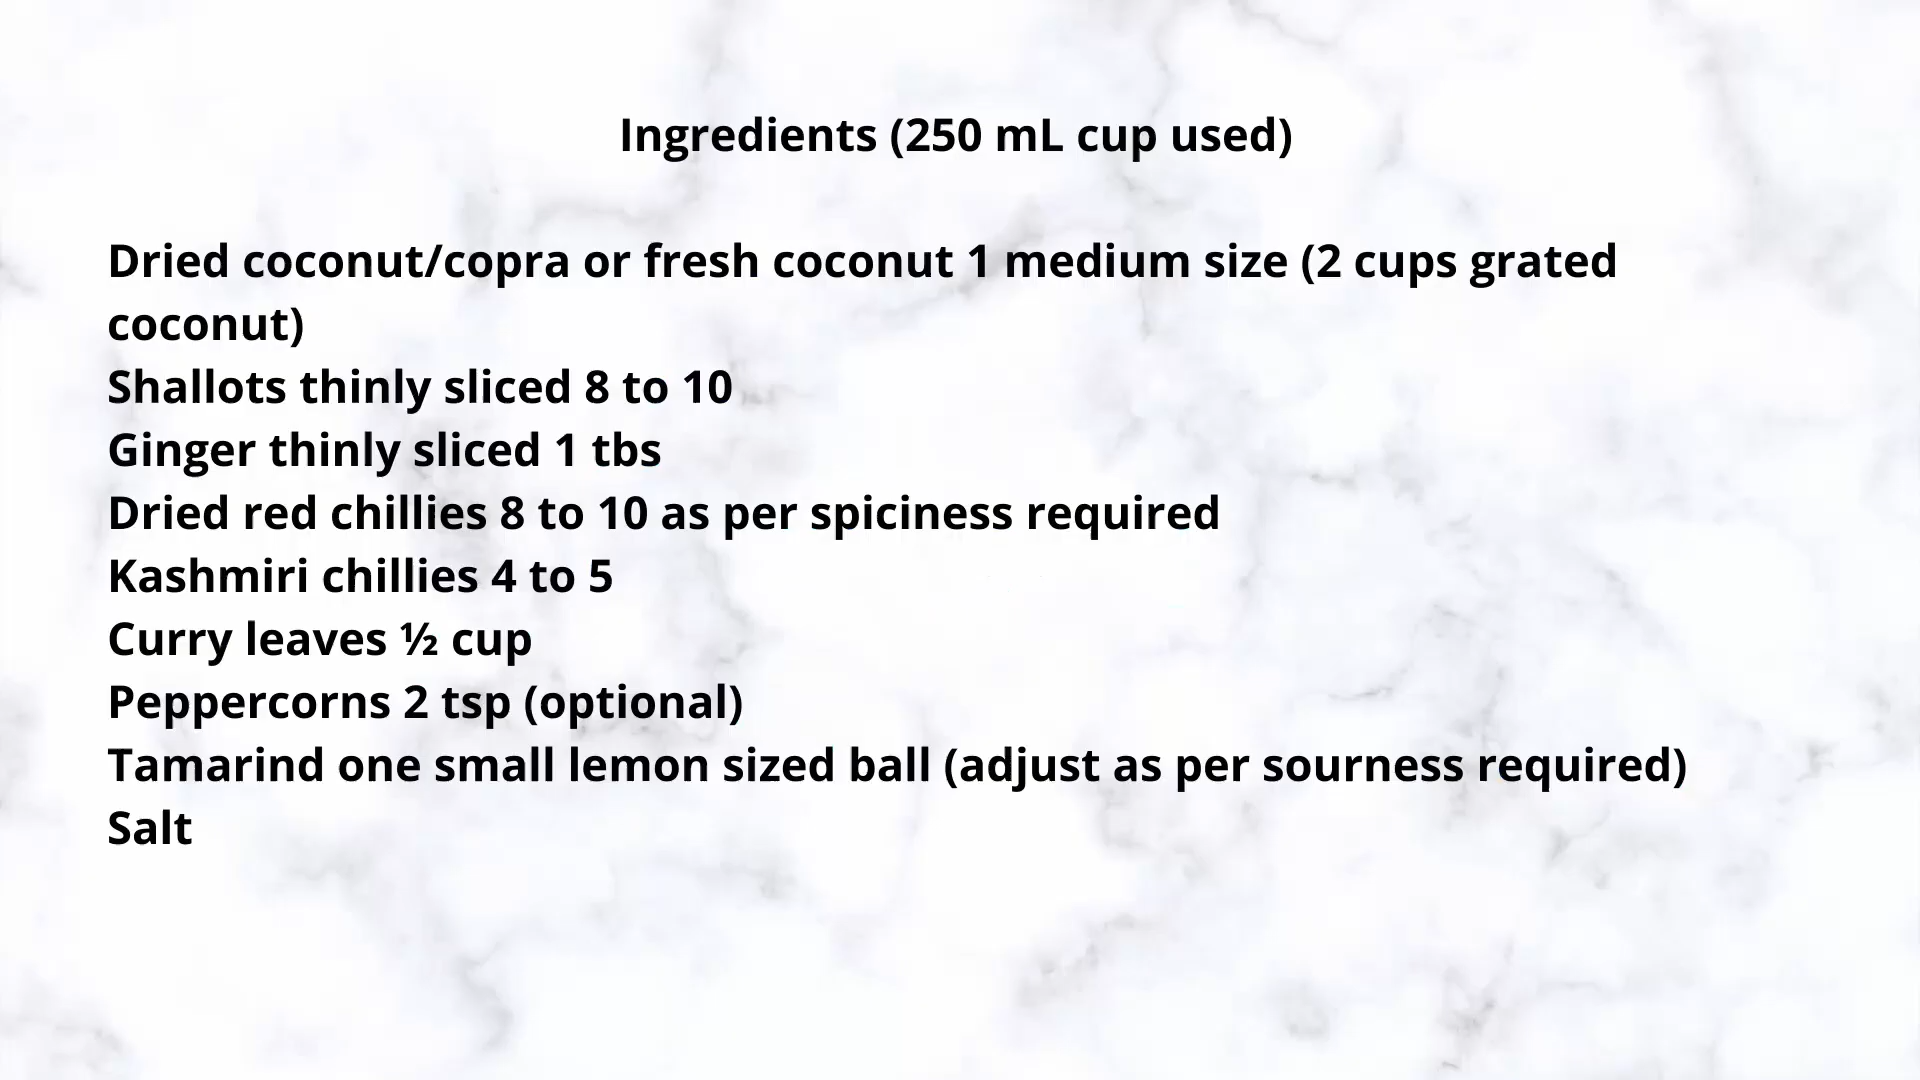 Ingredients (250 mL cup used)
Dried coconut/copra or fresh coconut 1 medium size (2 cups grated
coconut)
Shallots thinly sliced 8 to 10
Ginger thinly sliced 1 tbs
Dried red chillies 8 to 10 as per spiciness required
Kashmiri chillies 4 to 5
Curry leaves ½ cup
Peppercorns 2 tsp (optional)
Tamarind one small lemon sized ball (adjust as per sourness required)
Salt